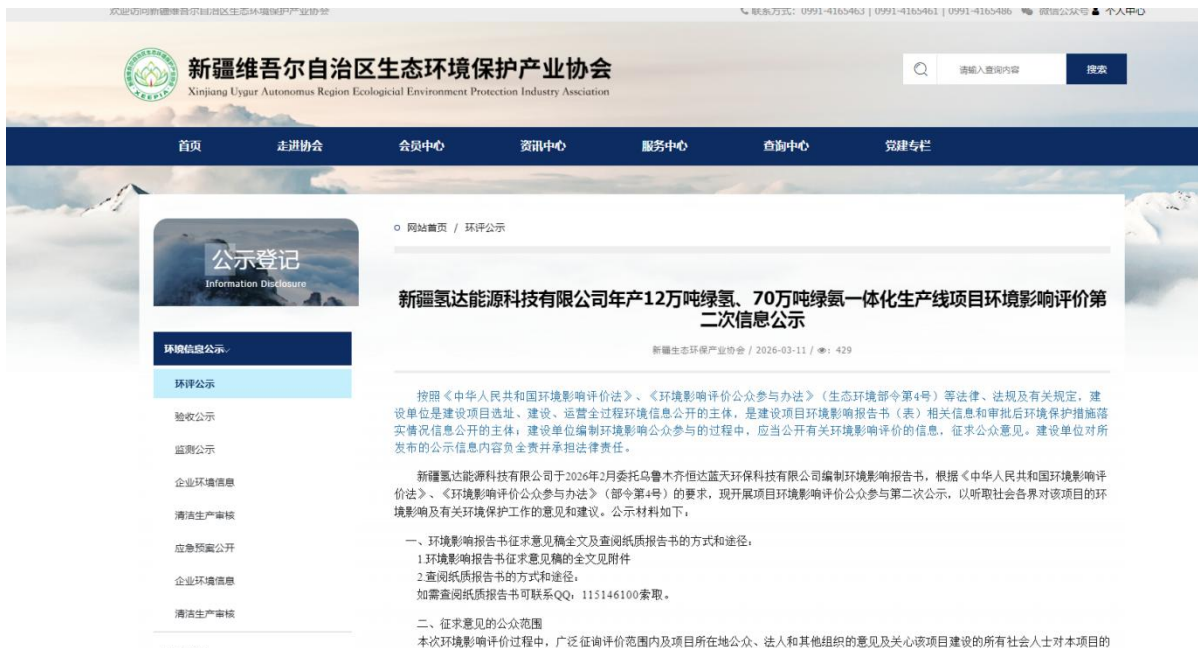 欢迎访问新疆维吾尔自治区生态环境保护产业协会
联系方式：0991-4165463 | 0991-4165461 | 0991-4165486 微信公众号 个人中心
新疆维吾尔自治区生态环境保护产业协会
Xinjiang Uygur Autonomus Region Ecologicial Environment Protection Industry Assciation
XEEPIA
请输入查询内容
搜索
首页 走进协会 会员中心 资讯中心 服务中心 查询中心 党建专栏
公示登记
Information Disclosure
环境信息公示
环评公示
验收公示
监测公示
企业环境信息
清洁生产审核
应急预案公开
企业环境信息
清洁生产审核
网站首页 / 环评公示
新疆氢达能源科技有限公司年产12万吨绿氢、70万吨绿氨一体化生产线项目环境影响评价第
二次信息公示
新疆生态环保产业协会 / 2026-03-11 / : 429
按照《中华人民共和国环境影响评价法》、《环境影响评价公众参与办法》（生态环境部令第4号）等法律、法规及有关规定，建
设单位是建设项目选址、建设、运营全过程环境信息公开的主体，是建设项目环境影响报告书（表）相关信息和审批后环境保护措施落
实情况信息公开的主体；建设单位编制环境影响公众参与的过程中，应当公开有关环境影响评价的信息，征求公众意见。建设单位对所
发布的公示信息内容负全责并承担法律责任。
新疆氢达能源科技有限公司于2026年2月委托乌鲁木齐恒达蓝天环保科技有限公司编制环境影响报告书，根据《中华人民共和国环境影响评
价法》、《环境影响评价公众参与办法》（部令第4号）的要求，现开展项目环境影响评价公众参与第二次公示，以听取社会各界对该项目的环
境影响及有关环境保护工作的意见和建议。公示材料如下：
一、环境影响报告书征求意见稿全文及查阅纸质报告书的方式和途径：
1.环境影响报告书征求意见稿的全文见附件
2.查阅纸质报告书的方式和途径：
如需查阅纸质报告书可联系QQ：115146100索取。
二、征求意见的公众范围
本次环境影响评价过程中，广泛征询评价范围内及项目所在地公众、法人和其他组织的意见及关心该项目建设的所有社会人士对本项目的